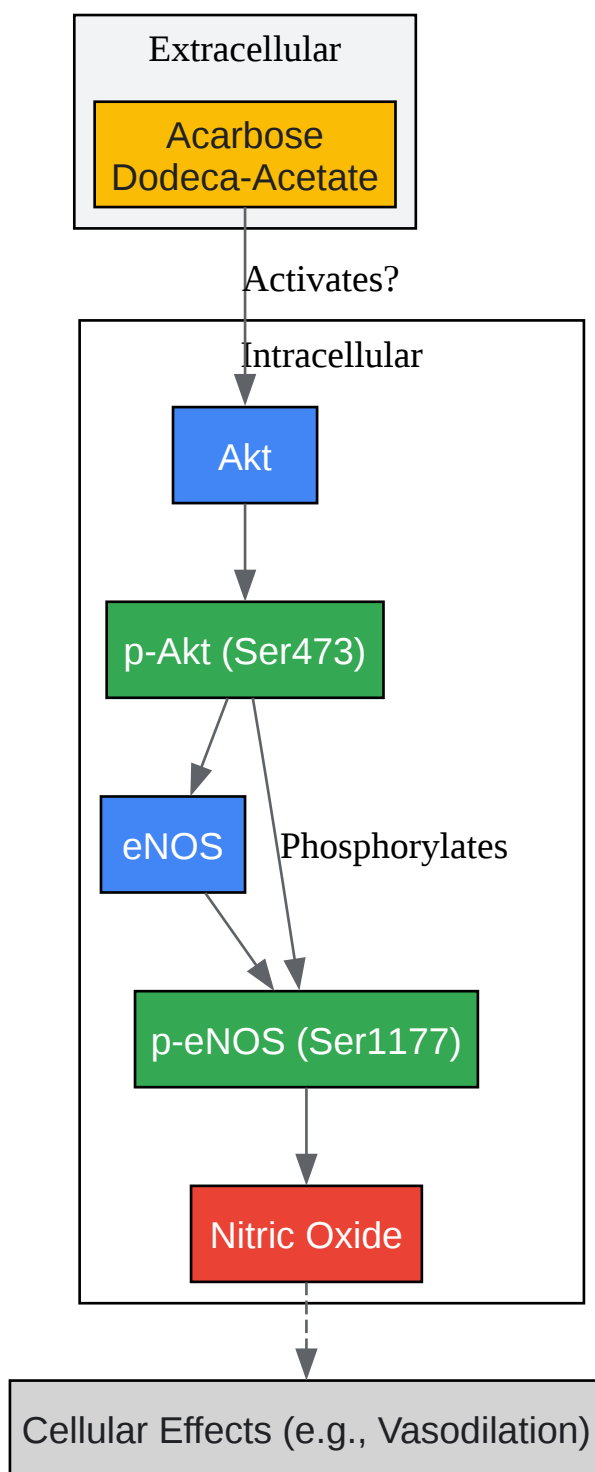 Extracellular
Acarbose
Dodeca-Acetate
Activates?
Intracellular
Akt
p-Akt (Ser473)
eNOS
Phosphorylates
p-eNOS (Ser1177)
Nitric Oxide
Cellular Effects (e.g., Vasodilation)